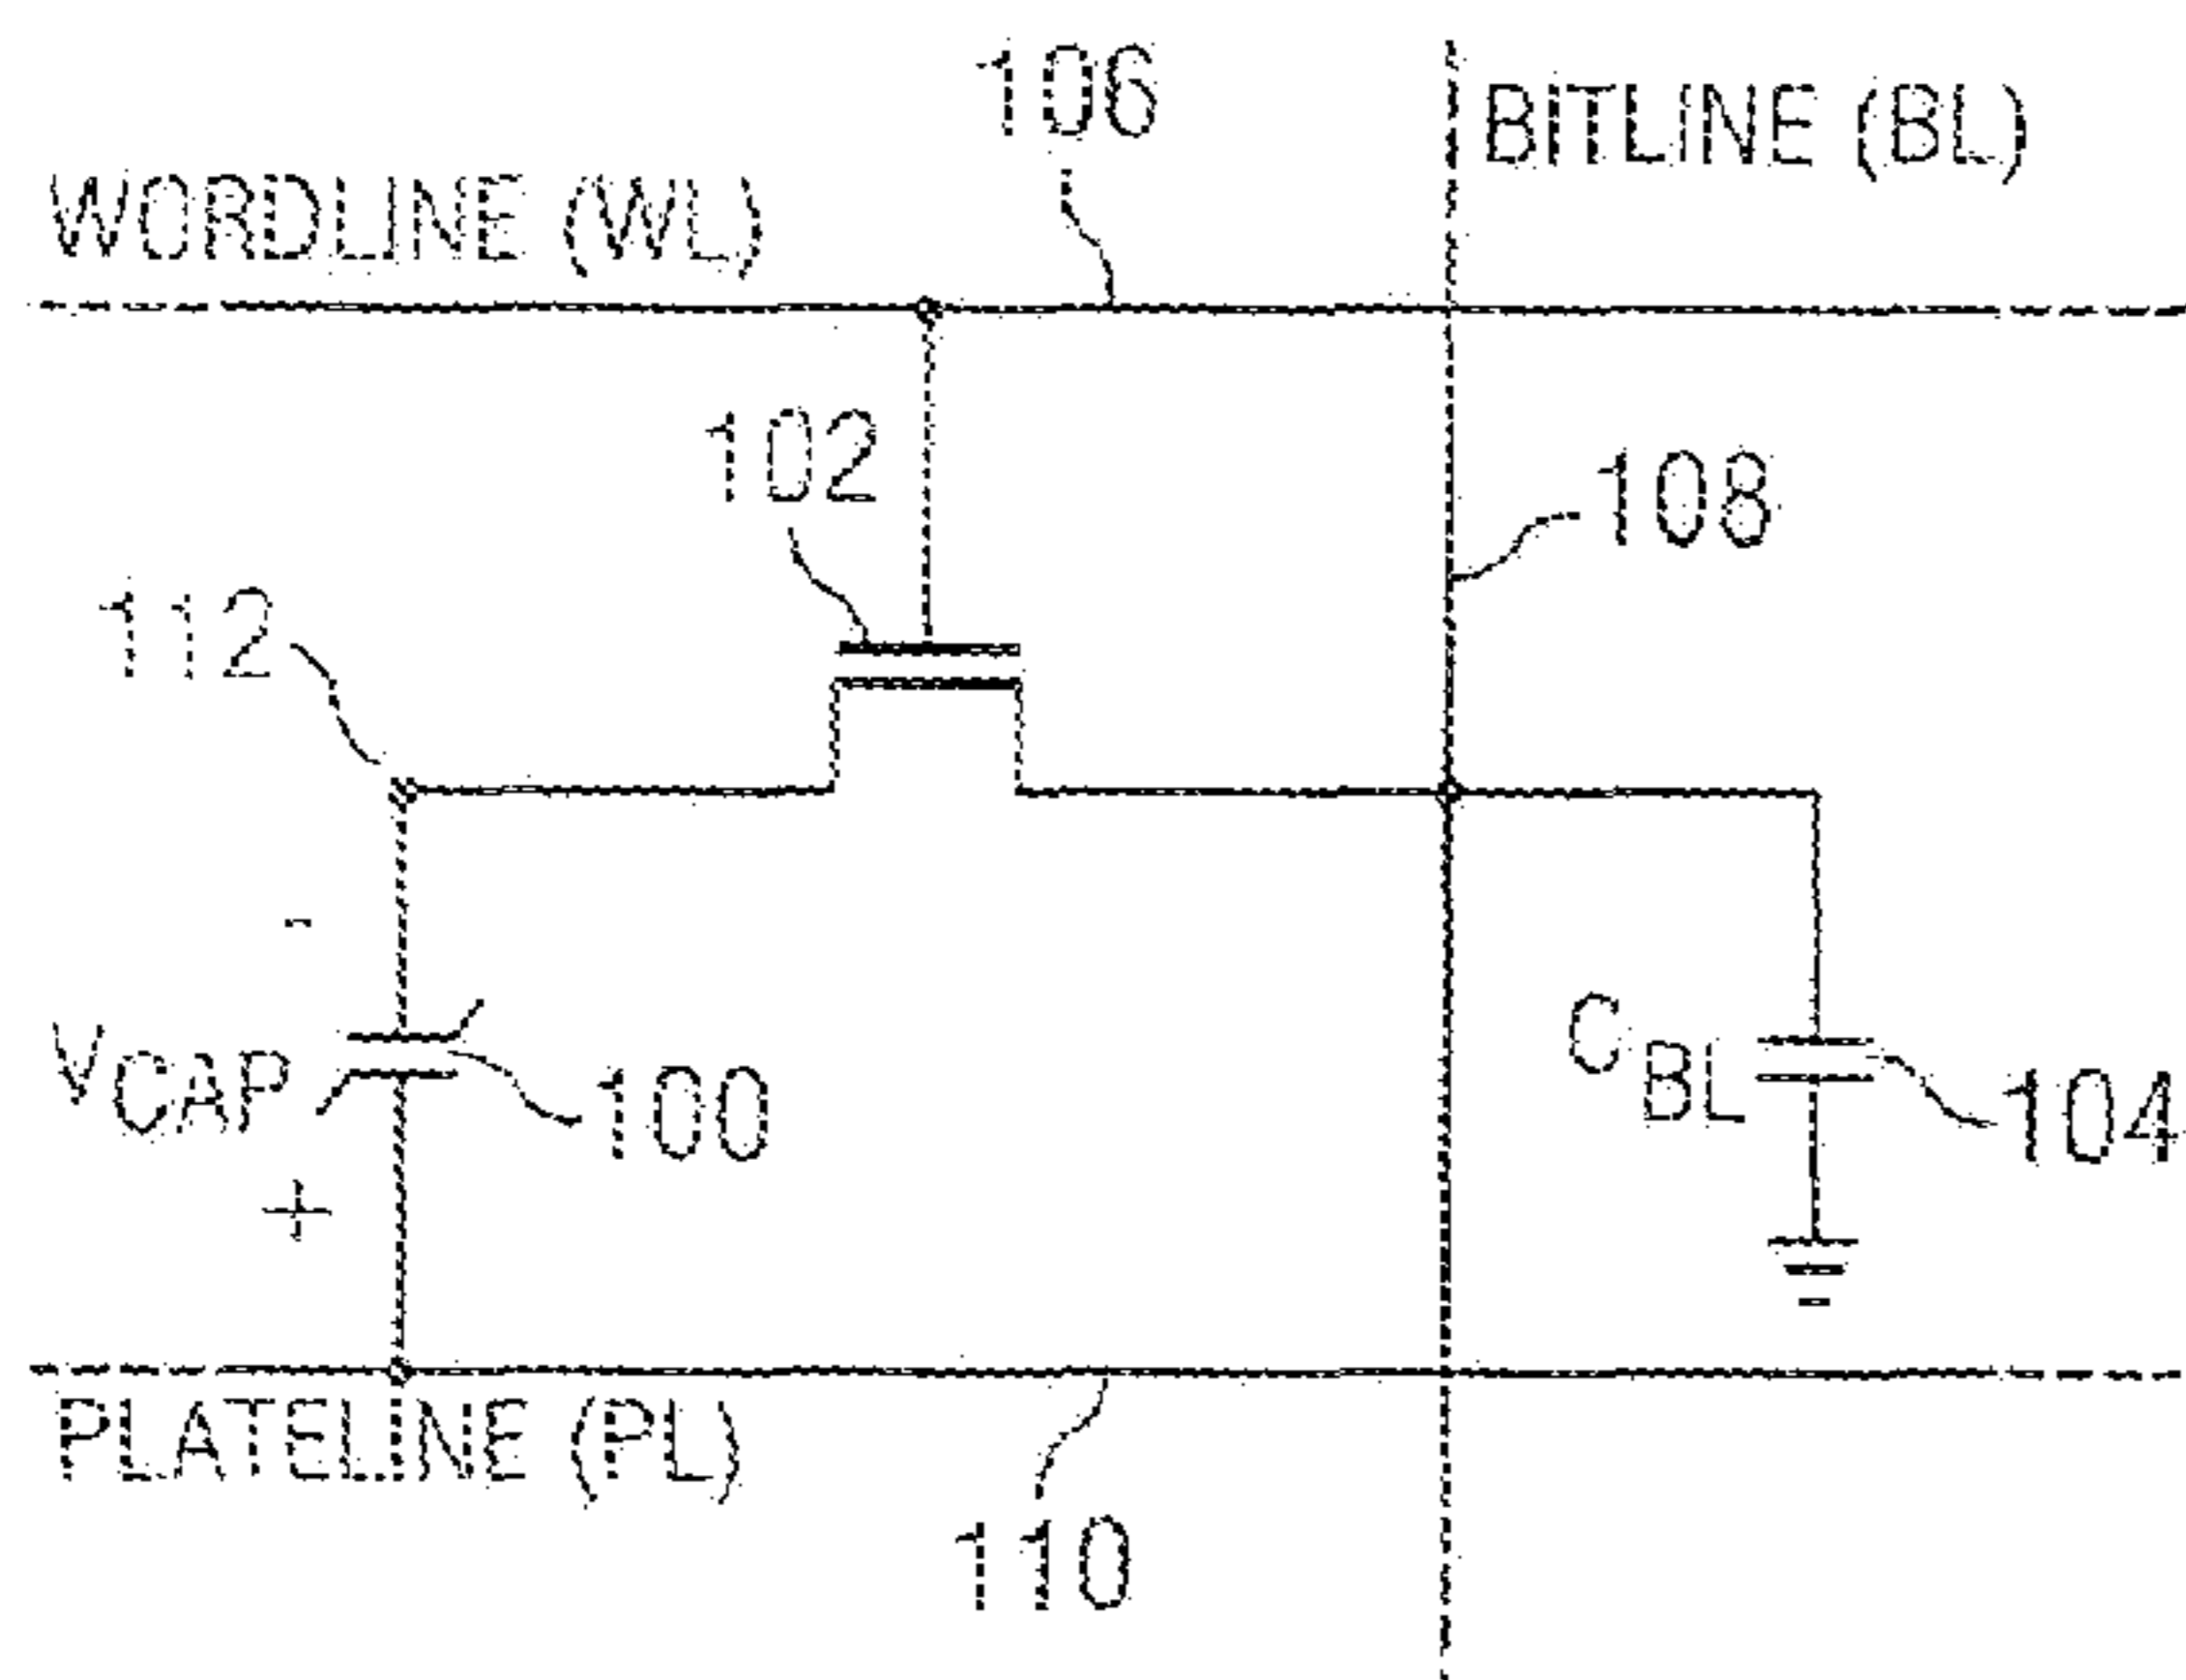 106
BITLINE (BL)
WORDLINE (WL)
102
108
112
-
VCAP
100
CBL
104
+
PLATELINE (PL)
110